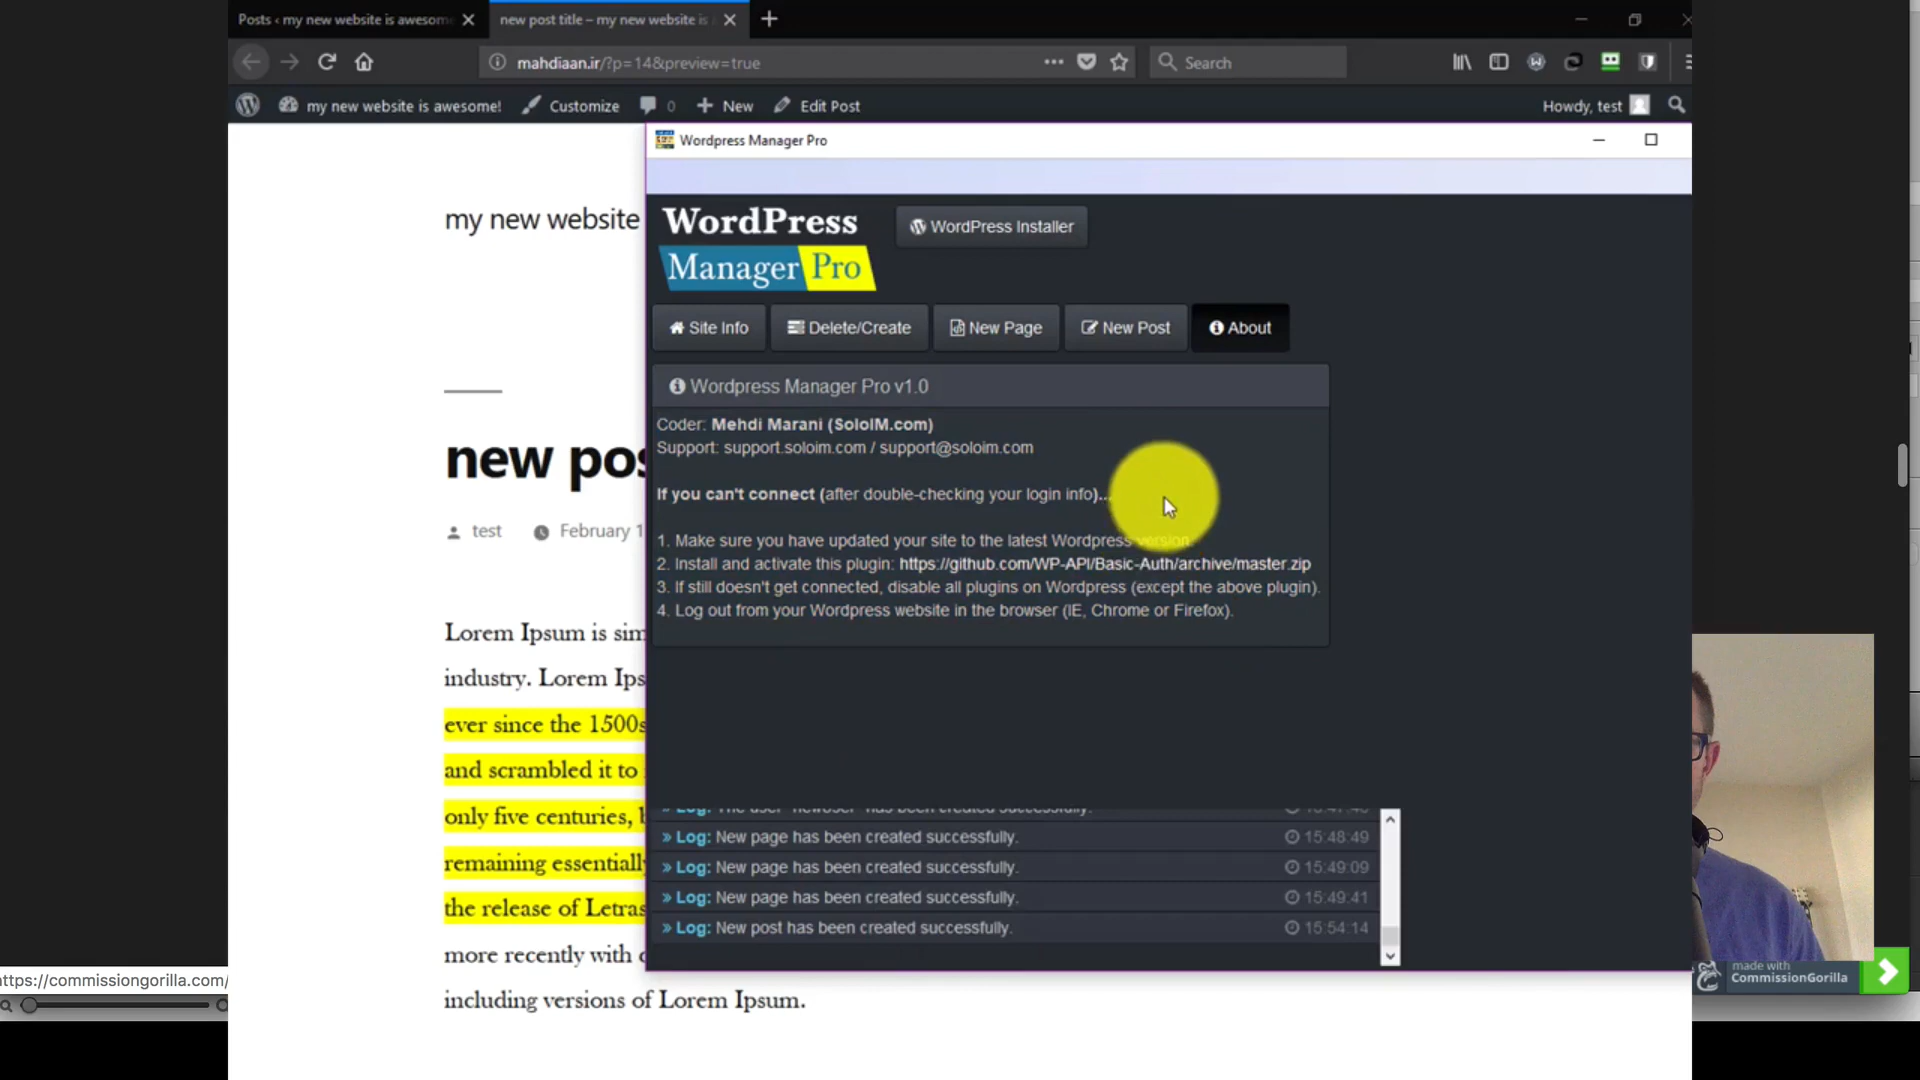 Posts ‹ my new website is awesome
new post title – my new website is
mahdiaan.ir/?p=14&preview=true
Search
my new website is awesome!
Customize
0
New
Edit Post
Howdy, test
Wordpress Manager Pro
my new website
WordPress
Manager Pro
WordPress Installer
Site Info
Delete/Create
New Page
New Post
About
Wordpress Manager Pro v1.0
Coder: Mehdi Marani (SoloIM.com)
Support: support.soloim.com / support@soloim.com
If you can't connect (after double-checking your login info)...
1. Make sure you have updated your site to the latest Wordpress version.
2. Install and activate this plugin: https://github.com/WP-API/Basic-Auth/archive/master.zip
3. If still doesn't get connected, disable all plugins on Wordpress (except the above plugin).
4. Log out from your Wordpress website in the browser (IE, Chrome or Firefox).
new pos
test
February 1
Lorem Ipsum is sim
industry. Lorem Ips
ever since the 1500s
and scrambled it to
only five centuries,
remaining essentially
the release of Letras
more recently with
including versions of Lorem Ipsum.
» Log: The user "newuser" has been created successfully.
» Log: New page has been created successfully. 15:48:49
» Log: New page has been created successfully. 15:49:09
» Log: New page has been created successfully. 15:49:41
» Log: New post has been created successfully. 15:54:14
https://commissiongorilla.com/
made with
CommissionGorilla